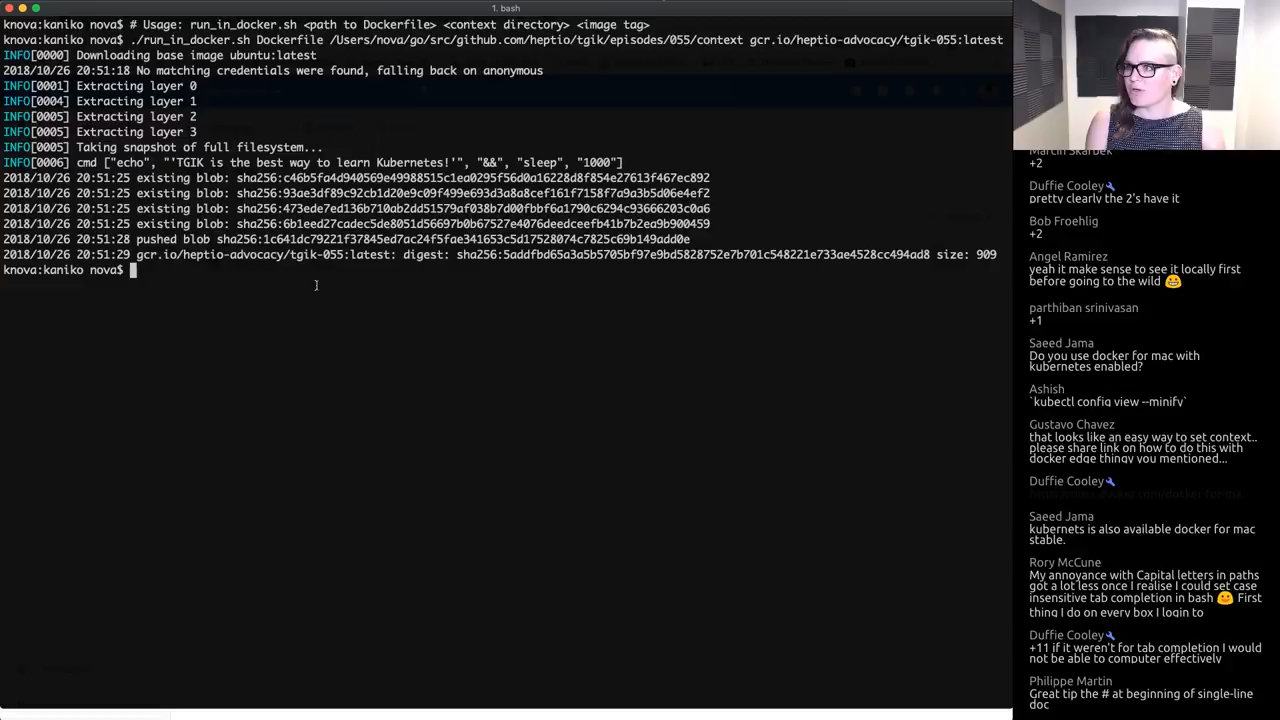 1. bash
knova:kaniko nova$ # Usage: run_in_docker.sh <path to Dockerfile> <context directory> <image tag>
knova:kaniko nova$ ./run_in_docker.sh Dockerfile /Users/nova/go/src/github.com/heptio/tgik/episodes/055/context gcr.io/heptio-advocacy/tgik-055:latest
INFO[0000] Downloading base image ubuntu:latest
2018/10/26 20:51:18 No matching credentials were found, falling back on anonymous
INFO[0001] Extracting layer 0
INFO[0004] Extracting layer 1
INFO[0005] Extracting layer 2
INFO[0005] Extracting layer 3
INFO[0005] Taking snapshot of full filesystem...
INFO[0006] cmd ["echo", "'TGIK is the best way to learn Kubernetes!'", "&&", "sleep", "1000"]
2018/10/26 20:51:25 existing blob: sha256:c46b5fa4d940569e49988515c1ea0295f56d0a16228d8f854e27613f467ec892
2018/10/26 20:51:25 existing blob: sha256:93ae3df89c92cb1d20e9c09f499e693d3a8a8cef161f7158f7a9a3b5d06e4ef2
2018/10/26 20:51:25 existing blob: sha256:473ede7ed136b710ab2dd51579af038b7d00fbbf6a1790c6294c93666203c0a6
2018/10/26 20:51:25 existing blob: sha256:6b1eed27cadec5de8051d56697b0b67527e4076deedceefb41b7b2ea9b900459
2018/10/26 20:51:28 pushed blob sha256:1c641dc79221f37845ed7ac24f5fae341653c5d17528074c7825c69b149add0e
2018/10/26 20:51:29 gcr.io/heptio-advocacy/tgik-055:latest: digest: sha256:5addfbd65a3a5b5705bf97e9bd5828752e7b701c548221e733ae4528cc494ad8 size: 909
knova:kaniko nova$
Martin Skarbek
+2
Duffie Cooley
pretty clearly the 2's have it
Bob Froehlig
+2
Angel Ramirez
yeah it make sense to see it locally first
before going to the wild
parthiban srinivasan
+1
Saeed Jama
Do you use docker for mac with
kubernetes enabled?
Ashish
`kubectl config view --minify`
Gustavo Chavez
that looks like an easy way to set context..
please share link on how to do this with
docker edge thingy you mentioned...
Duffie Cooley
Saeed Jama
kubernets is also available docker for mac
stable.
Rory McCune
My annoyance with Capital letters in paths
got a lot less once I realise I could set case
insensitive tab completion in bash First
thing I do on every box I login to
Duffie Cooley
+11 if it weren't for tab completion I would
not be able to computer effectively
Philippe Martin
Great tip the # at beginning of single-line
doc